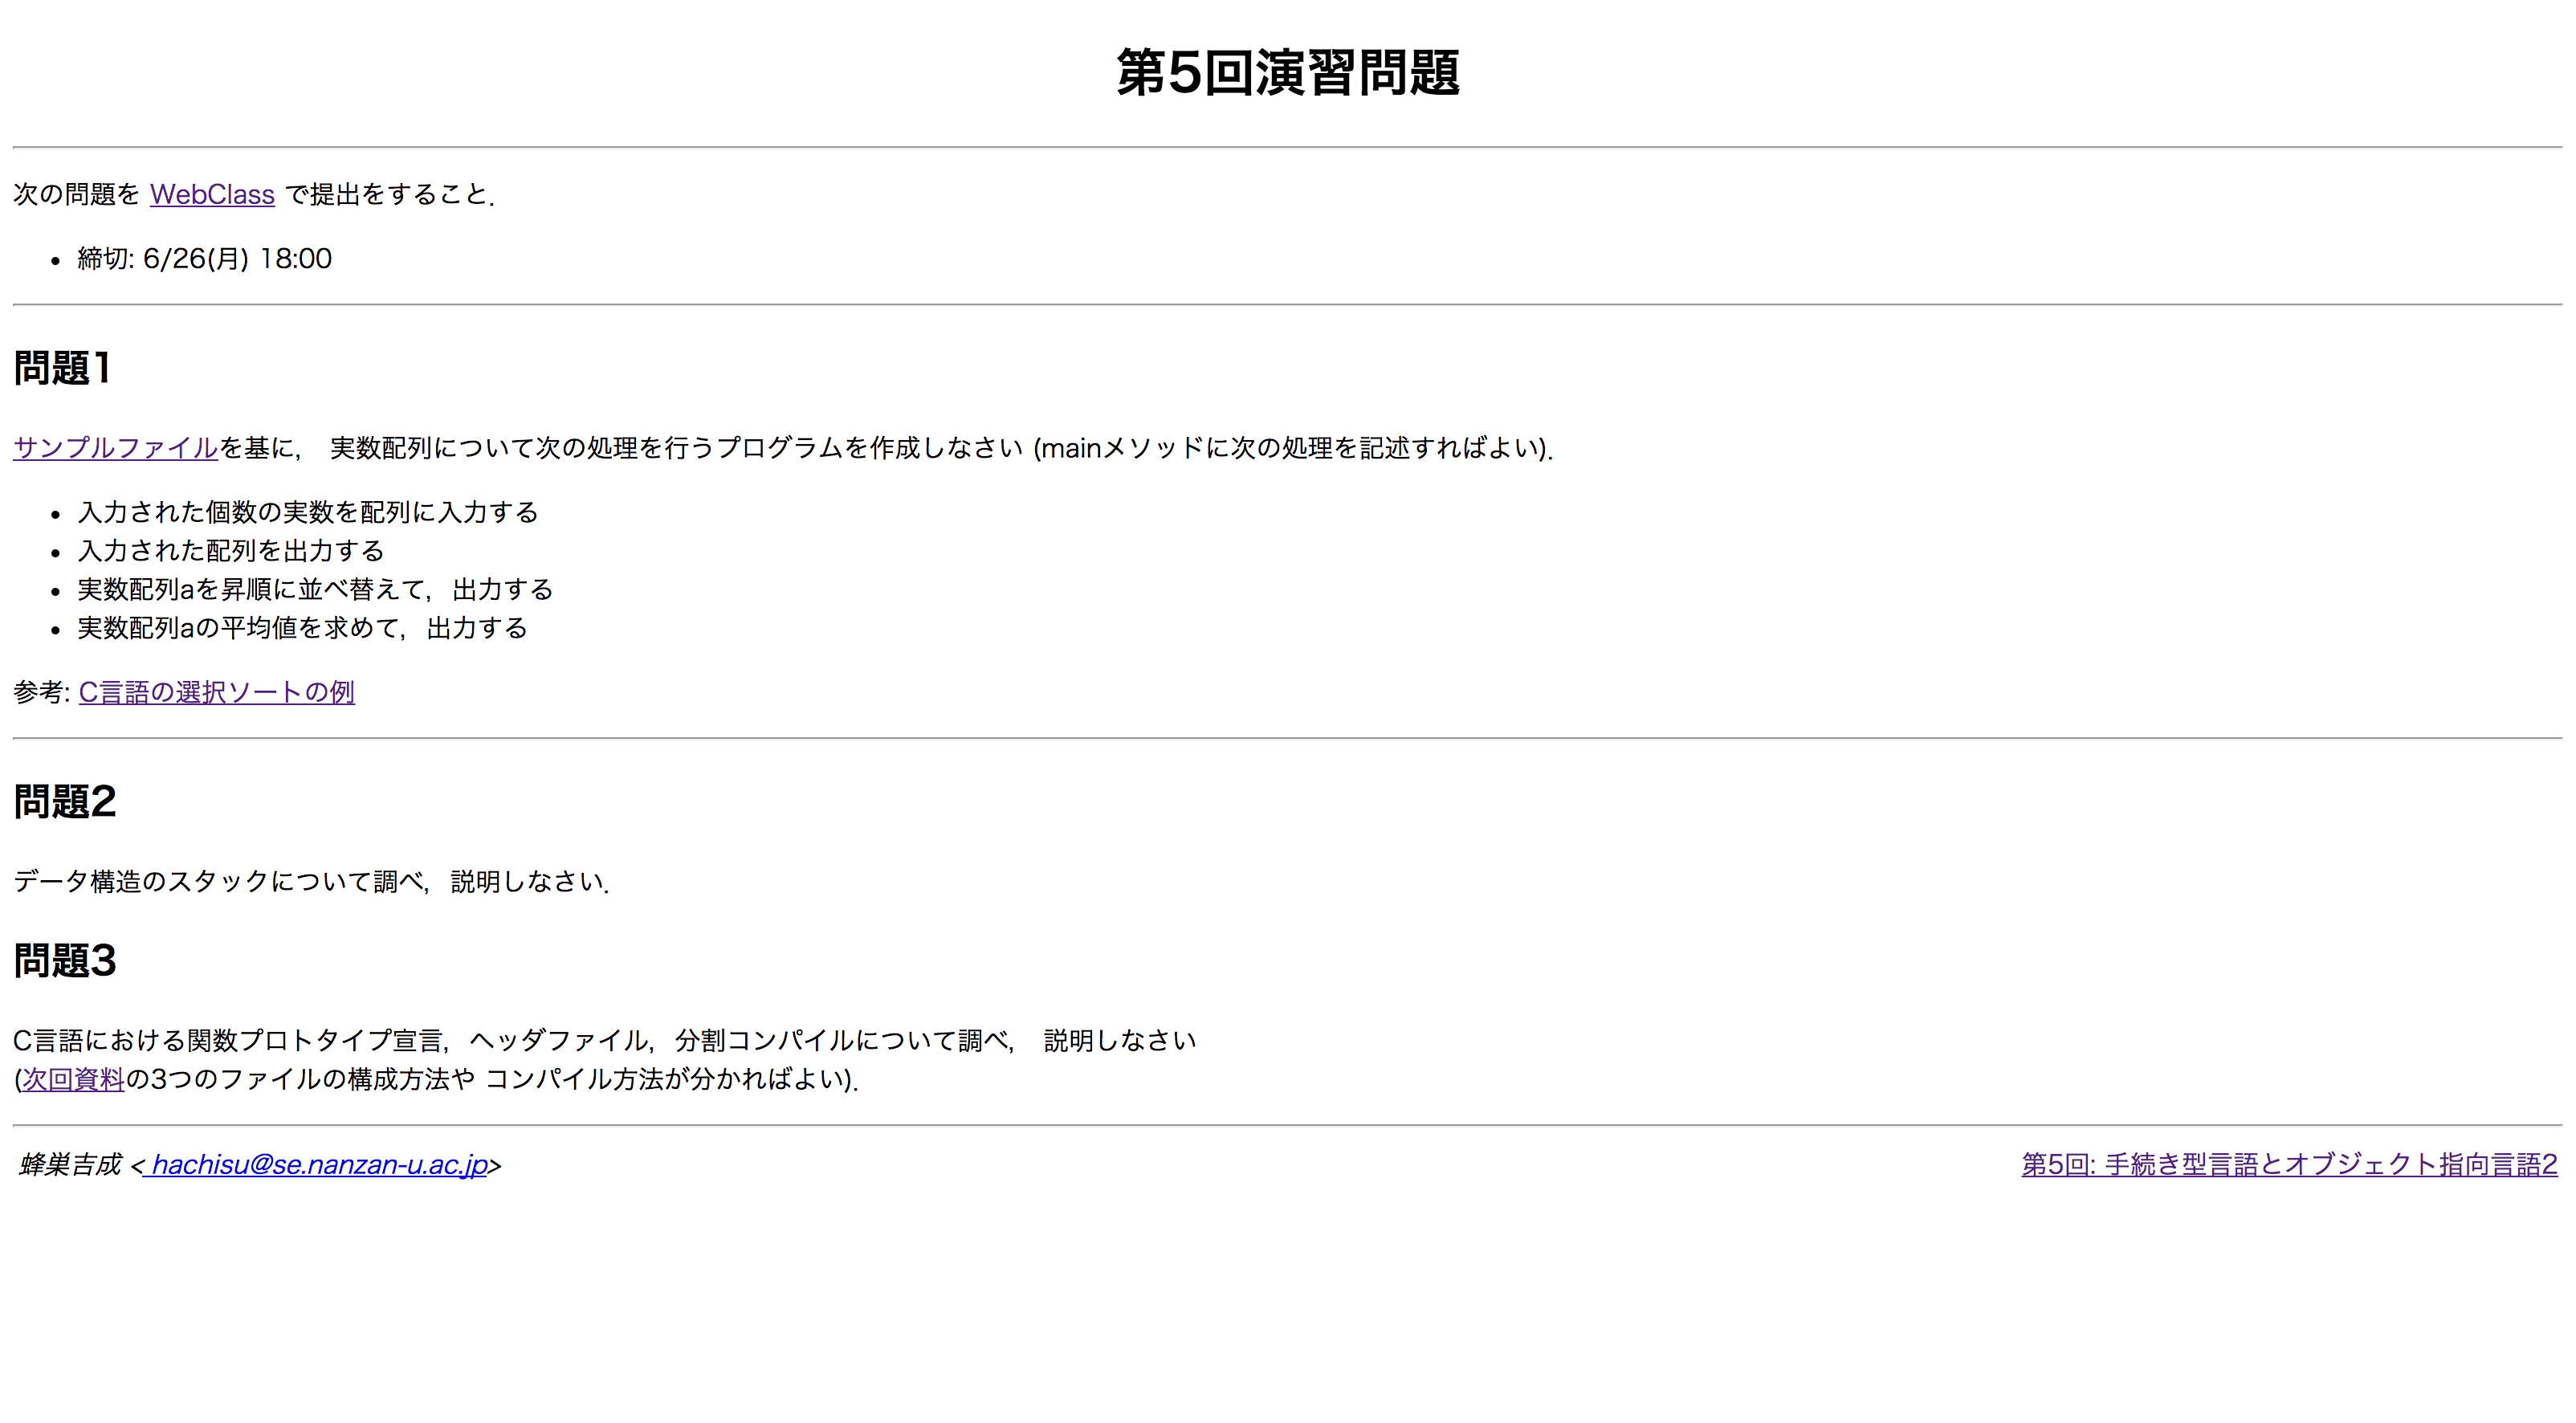 第5回演習問題
次の問題を WebClass で提出をすること.
• 締切: 6/26(月) 18:00
問題1
サンプルファイルを基に, 実数配列について次の処理を行うプログラムを作成しなさい (mainメソッドに次の処理を記述すればよい).
• 入力された個数の実数を配列に入力する
• 入力された配列を出力する
• 実数配列aを昇順に並べ替えて, 出力する
• 実数配列aの平均値を求めて, 出力する
参考: C言語の選択ソートの例
問題2
データ構造のスタックについて調べ, 説明しなさい.
問題3
C言語における関数プロトタイプ宣言, ヘッダファイル, 分割コンパイルについて調べ, 説明しなさい
(次回資料の3つのファイルの構成方法や コンパイル方法が分かればよい).
蜂巣吉成 < hachisu@se.nanzan-u.ac.jp> 第5回: 手続き型言語とオブジェクト指向言語2